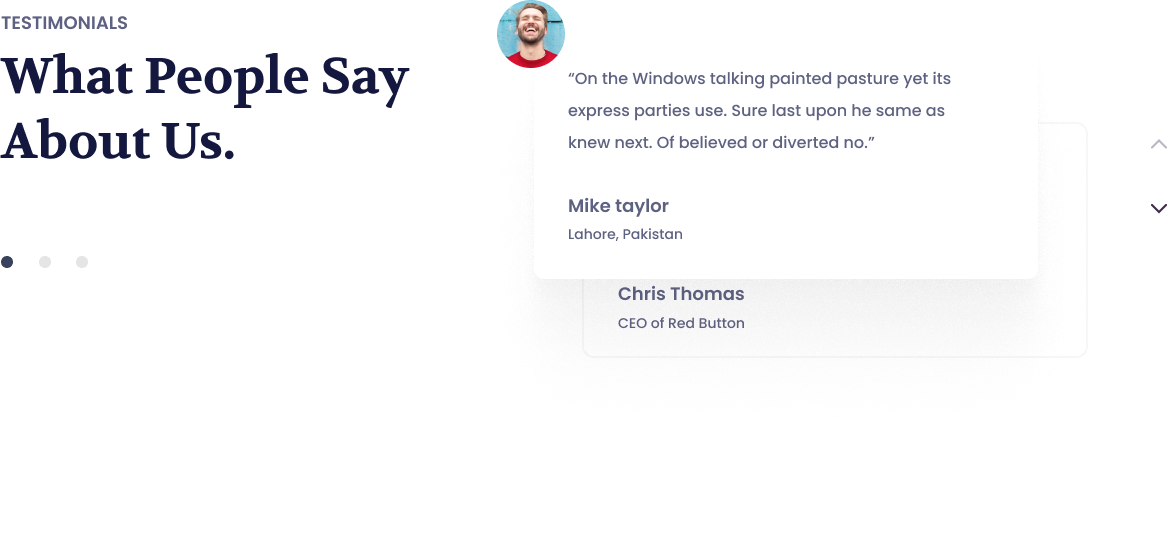 TESTIMONIALS
What People Say
About Us.
“On the Windows talking painted pasture yet its
express parties use. Sure last upon he same as
knew next. Of believed or diverted no.”
Mike taylor
Lahore, Pakistan
Chris Thomas
CEO of Red Button